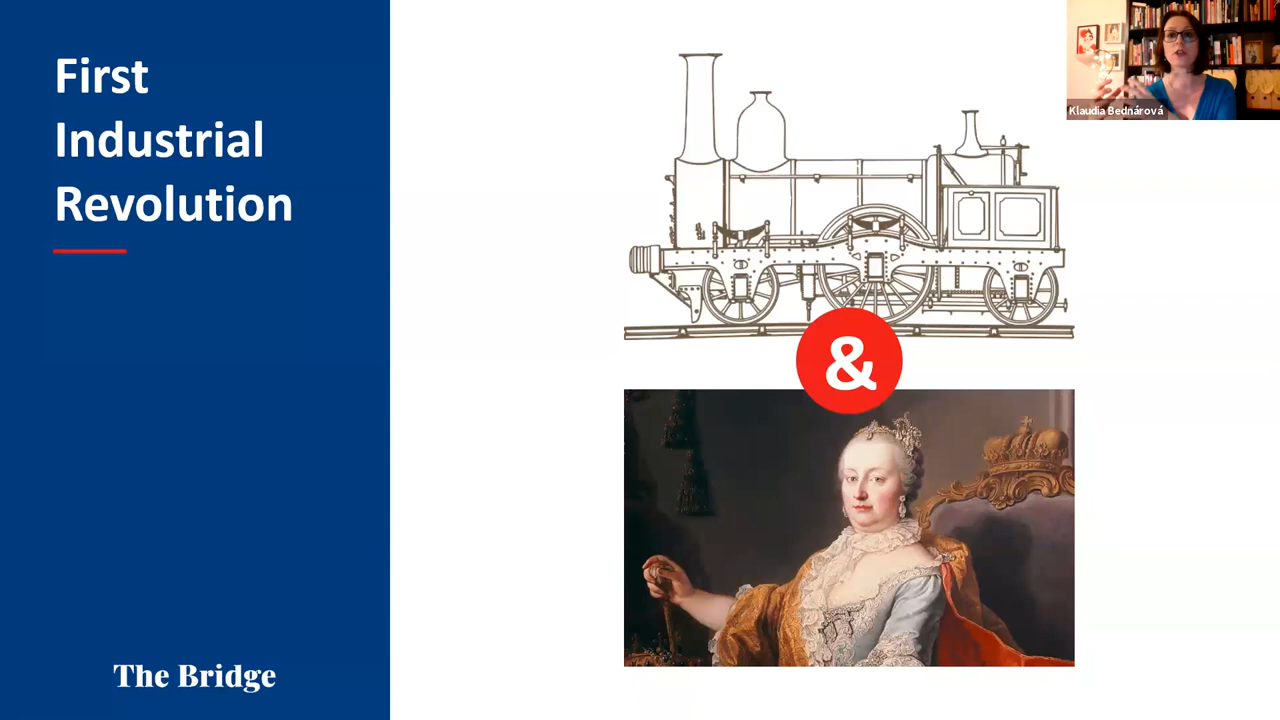 First
Industrial
Revolution
&
The Bridge
Klaudia Bednárová